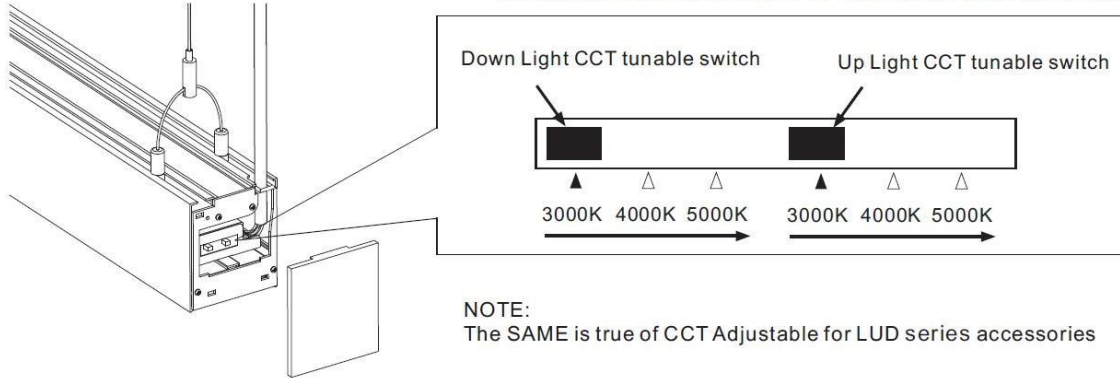 Down Light CCT tunable switch
Up Light CCT tunable switch
3000K 4000K 5000K
3000K 4000K 5000K
NOTE:
The SAME is true of CCT Adjustable for LUD series accessories